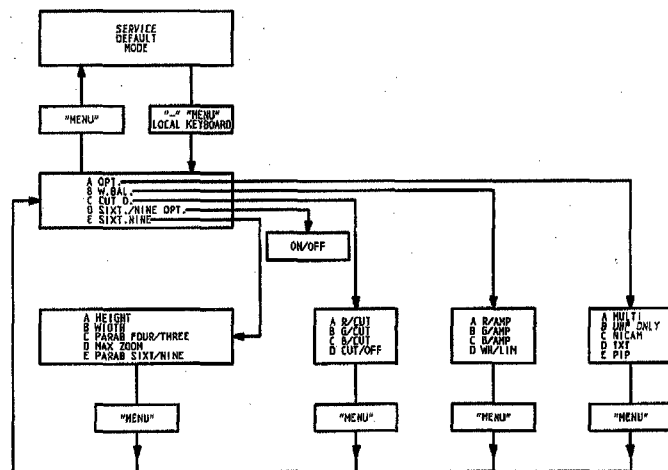 SERVICE
DEFAULT
MODE
"MENU"
"-" "MENU"
LOCAL KEYBOARD
A OPT.
B W.BAL.
C CUT O.
D SIXT./NINE OPT.
E SIXT.NINE
ON/OFF
A HEIGHT
B WIDTH
C PARAB FOUR/THREE
D MAX ZOOM
E PARAB SIXT/NINE
A R/CUT
B G/CUT
C B/CUT
D CUT/OFF
A R/AMP
B G/AMP
C B/AMP
D WH/LIM
A MULTI
B UHF ONLY
C NICAM
D TXT
E PIP
"MENU"
"MENU"
"MENU"
"MENU"